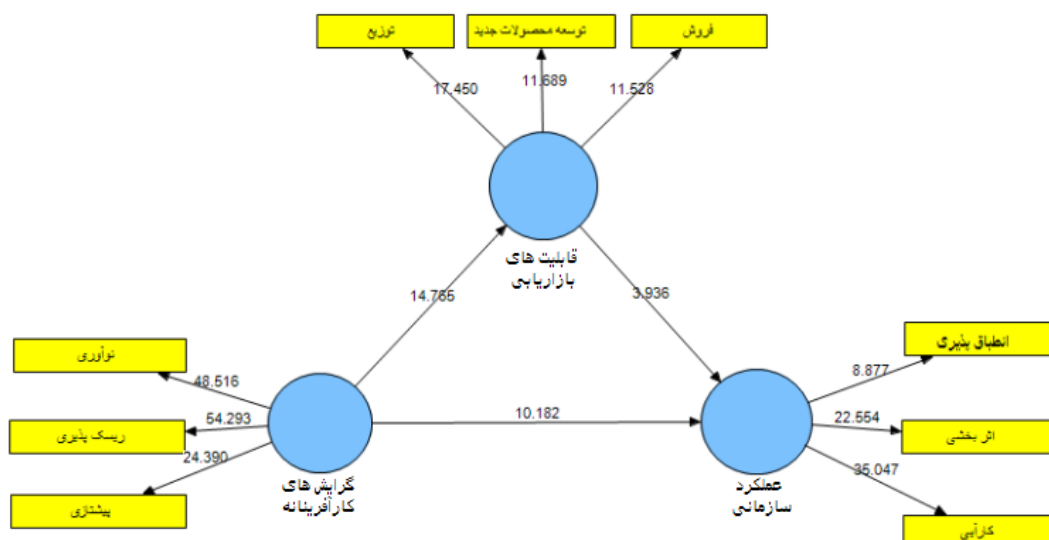 توزیع
توسعه محصولات جدید
فروش
17.450
11.689
11.528
قابلیت های
بازاریابی
14.765
3.936
نوآوری
ریسک پذیری
پیشتازی
48.516
54.293
24.390
گرایش های
کارآفرینانه
10.182
عملکرد
سازمانی
8.877
22.554
35.047
انطباق پذیری
اثر بخشی
کارآیی